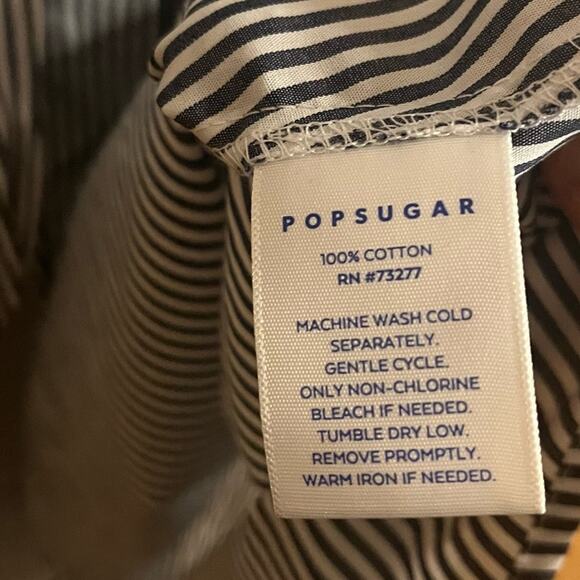 POPSUGAR
100% COTTON
RN #73277
MACHINE WASH COLD
SEPARATELY.
GENTLE CYCLE.
ONLY NON-CHLORINE
BLEACH IF NEEDED.
TUMBLE DRY LOW.
REMOVE PROMPTLY.
WARM IRON IF NEEDED.